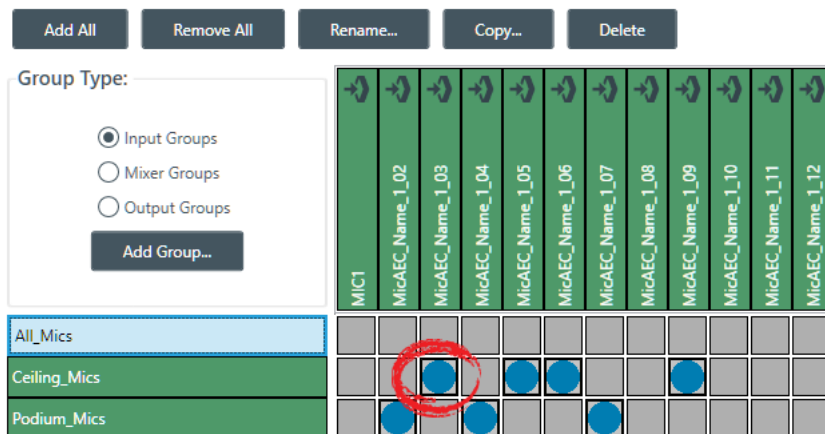 Add All
Remove All
Rename...
Copy...
Delete
Group Type:
Input Groups
Mixer Groups
Output Groups
Add Group...
MIC1
MicAEC_Name_1_02
MicAEC_Name_1_03
MicAEC_Name_1_04
MicAEC_Name_1_05
MicAEC_Name_1_06
MicAEC_Name_1_07
MicAEC_Name_1_08
MicAEC_Name_1_09
MicAEC_Name_1_10
MicAEC_Name_1_11
MicAEC_Name_1_12
All_Mics
Ceiling_Mics
Podium_Mics